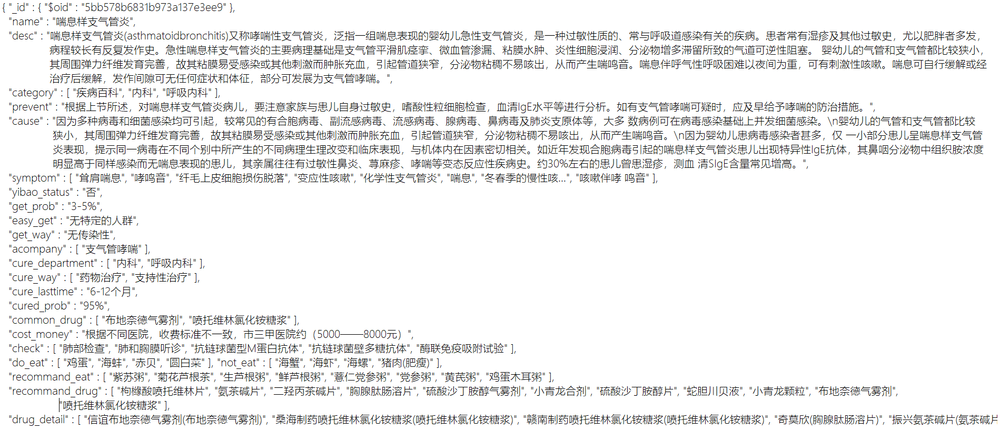 { "_id" : { "$oid" : "5bb578b6831b973a137e3ee9" },
"name" : "喘息样支气管炎",
"desc" : "喘息样支气管炎(asthmatoidbronchitis)又称哮喘性支气管炎，泛指一组喘息表现的婴幼儿急性支气管炎，是一种过敏性质的、常与呼吸道感染有关的疾病。患者常有湿疹及其他过敏史，尤以肥胖者多发，
病程较长有反复发作史。急性喘息样支气管炎的主要病理基础是支气管平滑肌痉挛、微血管渗漏、粘膜水肿、炎性细胞浸润、分泌物增多滞留所致的气道可逆性阻塞。 婴幼儿的气管和支气管都比较狭小，
其周围弹力纤维发育完善，故其粘膜易受感染或其他刺激而肿胀充血，引起管道狭窄，分泌物粘稠不易咳出，从而产生喘鸣音。喘息伴呼气性呼吸困难以夜间为重，可有刺激性咳嗽。喘息可自行缓解或经
治疗后缓解，发作间隙可无任何症状和体征，部分可发展为支气管哮喘。",
"category" : [ "疾病百科", "内科", "呼吸内科" ],
"prevent" : "根据上节所述，对喘息样支气管炎病儿，要注意家族与患儿自身过敏史，嗜酸性粒细胞检查，血清IgE水平等进行分析。如有支气管哮喘可疑时，应及早给予哮喘的防治措施。",
"cause" : "因为多种病毒和细菌感染均可引起，较常见的有合胞病毒、副流感病毒、流感病毒、腺病毒、鼻病毒及肺炎支原体等，大多 数病例可在病毒感染基础上并发细菌感染。\n婴幼儿的气管和支气管都比较
狭小，其周围弹力纤维发育完善，故其粘膜易受感染或其他刺激而肿胀充血，引起管道狭窄，分泌物粘稠不易咳出，从而产生喘鸣音。\n因为婴幼儿患病毒感染者甚多，仅 一小部分患儿呈喘息样支气管
炎表现，提示同一病毒在不同个别中所产生的不同病理生理改变和临床表现，与机体内在因素密切相关。如近年发现合胞病毒引起的喘息样支气管炎患儿出现特异性IgE抗体，其鼻咽分泌物中组织胺浓度
明显高于同样感染而无喘息表现的患儿，其亲属往往有过敏性鼻炎、荨麻疹、哮喘等变态反应性疾病史。约30%左右的患儿曾患湿疹，测血 清SIgE含量常见增高。",
"symptom" : [ "耸肩喘息", "哮鸣音", "纤毛上皮细胞损伤脱落", "变应性咳嗽", "化学性支气管炎", "喘息", "冬春季的慢性咳...", "咳嗽伴哮 鸣音" ],
"yibao_status" : "否",
"get_prob" : "3-5%",
"easy_get" : "无特定的人群",
"get_way" : "无传染性",
"acompany" : [ "支气管哮喘" ],
"cure_department" : [ "内科", "呼吸内科" ],
"cure_way" : [ "药物治疗", "支持性治疗" ],
"cure_lasttime" : "6-12个月",
"cured_prob" : "95%",
"common_drug" : [ "布地奈德气雾剂", "喷托维林氯化铵糖浆" ],
"cost_money" : "根据不同医院，收费标准不一致，市三甲医院约（5000——8000元）",
"check" : [ "肺部检查", "肺和胸膜听诊", "抗链球菌型M蛋白抗体", "抗链球菌壁多糖抗体", "酶联免疫吸附试验" ],
"do_eat" : [ "鸡蛋", "海蚌", "赤贝", "圆白菜" ], "not_eat" : [ "海蟹", "海虾", "海螺", "猪肉(肥瘦)" ],
"recommand_eat" : [ "紫苏粥", "菊花芦根茶", "生芦根粥", "鲜芦根粥", "薏仁党参粥", "党参粥", "黄芪粥", "鸡蛋木耳粥" ],
"recommand_drug" : [ "枸橼酸喷托维林片", "氨茶碱片", "二羟丙茶碱片", "胸腺肽肠溶片", "硫酸沙丁胺醇气雾剂", "小青龙合剂", "硫酸沙丁胺醇片", "蛇胆川贝液", "小青龙颗粒", "布地奈德气雾剂",
"喷托维林氯化铵糖浆" ],
"drug_detail" : [ "信谊布地奈德气雾剂(布地奈德气雾剂)", "桑海制药喷托维林氯化铵糖浆(喷托维林氯化铵糖浆)", "赣南制药喷托维林氯化铵糖浆(喷托维林氯化铵糖浆)", "奇莫欣(胸腺肽肠溶片)", "振兴氨茶碱片(氨茶碱片